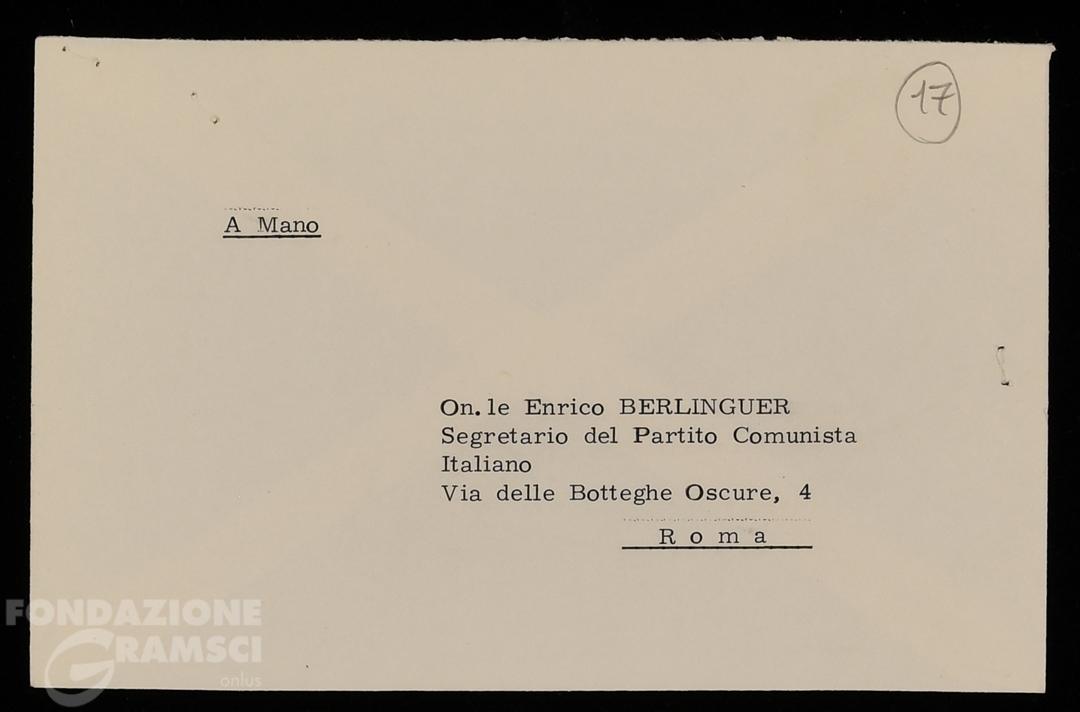 17
A Mano
On. le Enrico BERLINGUER
Segretario del Partito Comunista
Italiano
Via delle Botteghe Oscure, 4
R o m a
FONDAZIONE
GRAMSCI
onlus